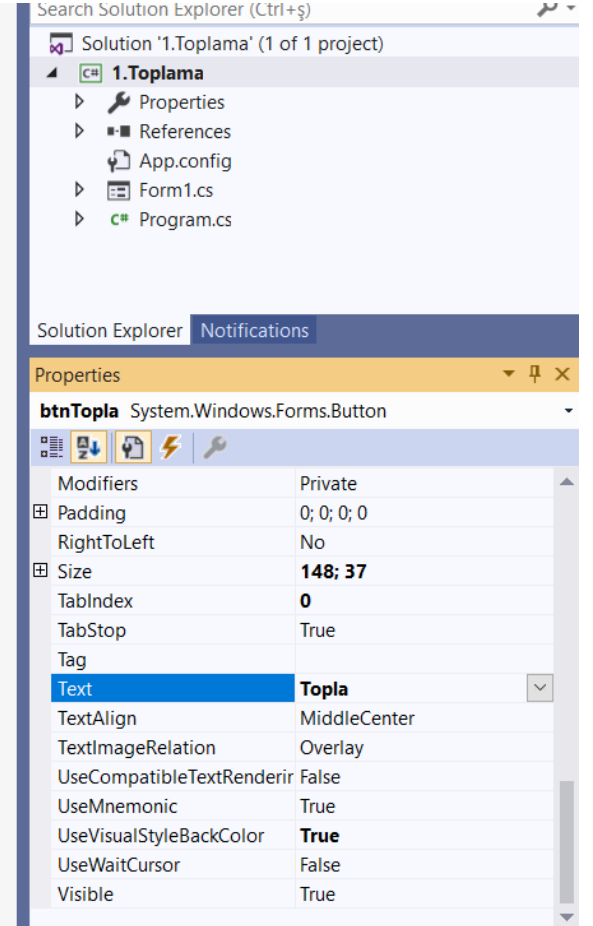 Search Solution Explorer (Ctrl+ş)
Solution '1.Toplama' (1 of 1 project)
C# 1.Toplama
Properties
References
App.config
Form1.cs
C# Program.cs
Solution Explorer Notifications
Properties
btnTopla System.Windows.Forms.Button
Modifiers Private
Padding 0; 0; 0; 0
RightToLeft No
Size 148; 37
TabIndex 0
TabStop True
Tag
Text Topla
TextAlign MiddleCenter
TextImageRelation Overlay
UseCompatibleTextRenderin False
UseMnemonic True
UseVisualStyleBackColor True
UseWaitCursor False
Visible True